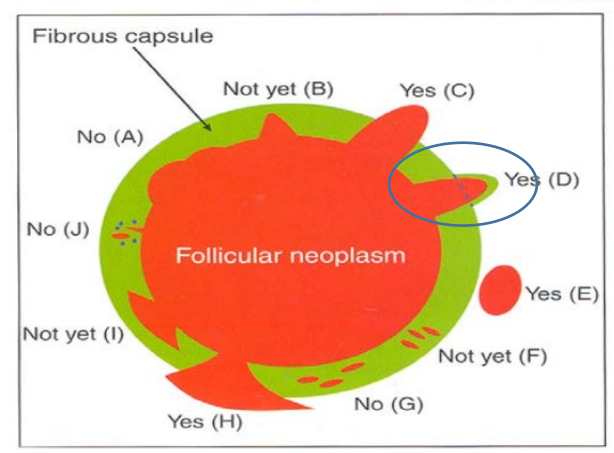 Fibrous capsule
Not yet (B)
Yes (C)
No (A)
Yes (D)
No (J)
Follicular neoplasm
Yes (E)
Not yet (I)
Not yet (F)
No (G)
Yes (H)